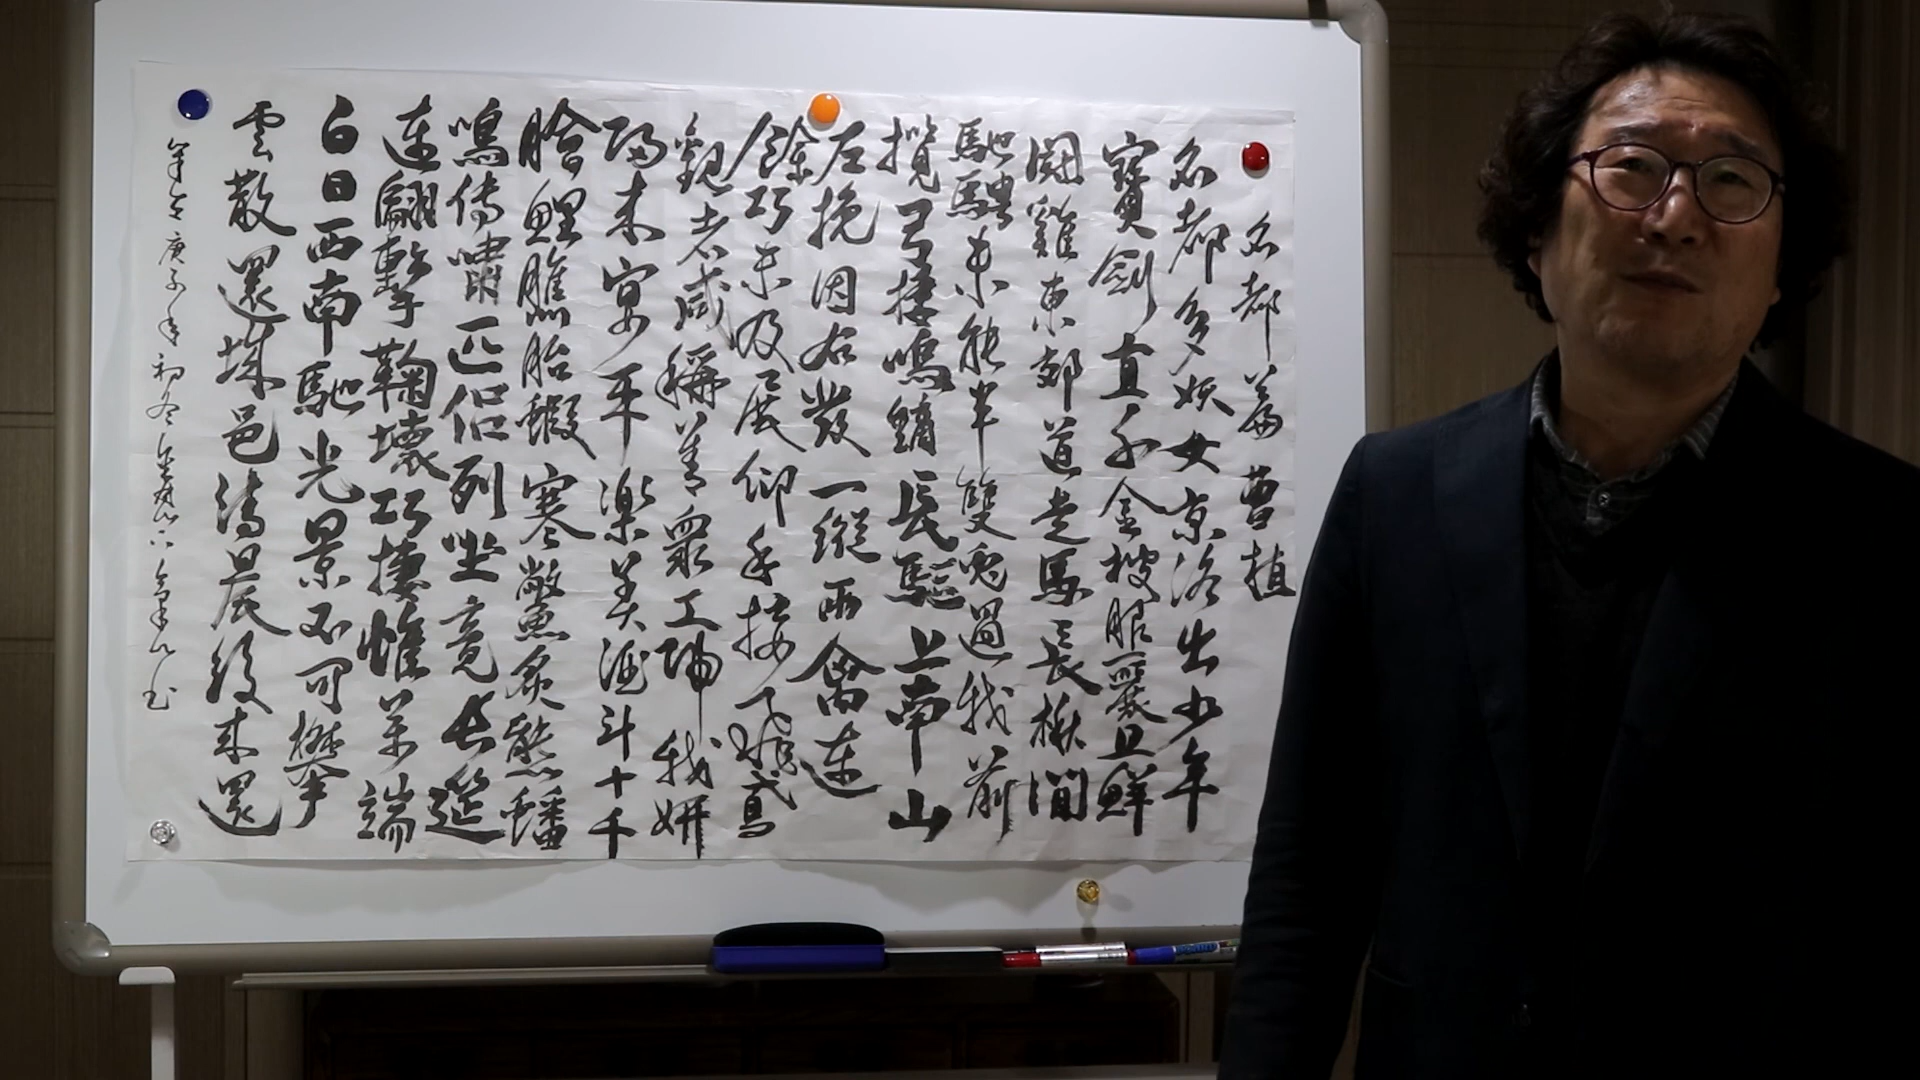 名都篇 曹植
名都多妖女京洛出少年
寶劍直千金被服麗且鮮
鬪雞東郊道走馬長楸間
馳騁未能半雙兔過我前
攬弓捷鳴鏑長驅上南山
左挽因右發一縱兩禽連
餘巧未及展仰手接飛鳶
觀者咸稱善衆工歸我妍
歸来宴平樂美酒斗十千
膾鯉臇胎鰕寒鱉炙熊蹯
鳴儔嘯匹侶列坐竟長筵
連翩擊鞠壤巧捷惟萬端
白日西南馳光景不可攀
雲散還城邑清晨復来還
庚子年初冬